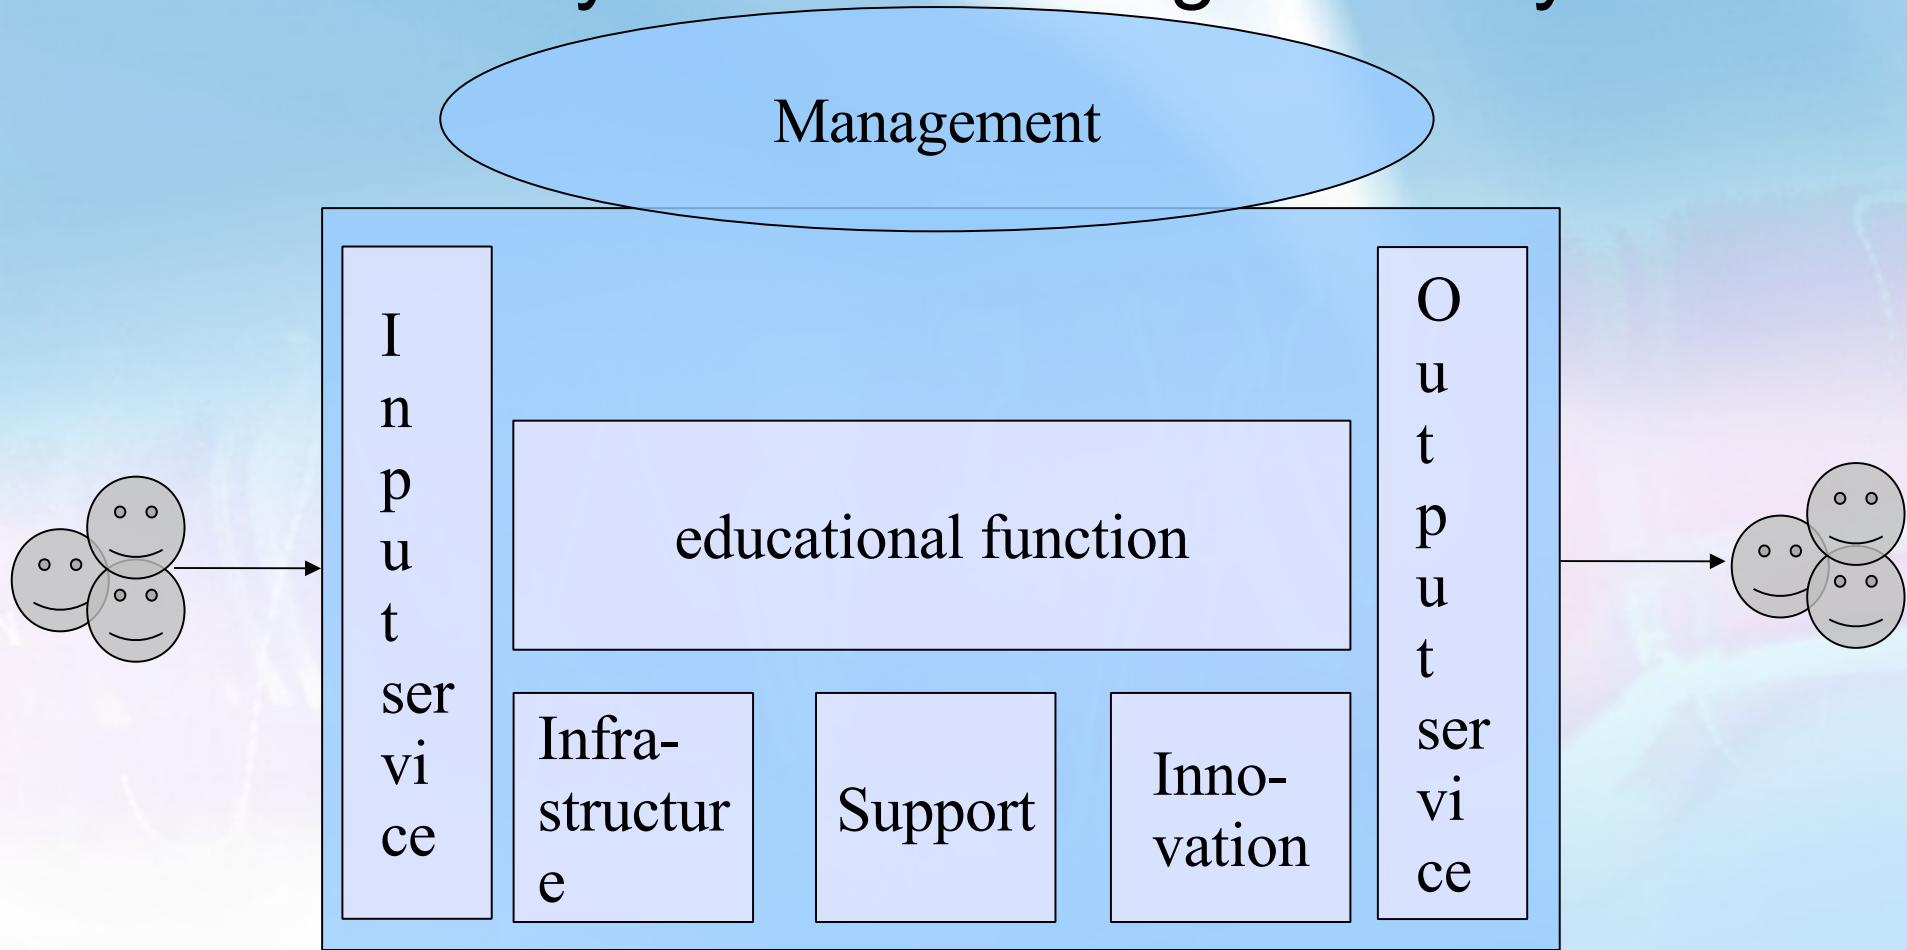 Management
I
n
p
u
t
ser
vi
ce
educational function
Infra-
structur
e
Support
Inno-
vation
O
u
t
p
u
t
ser
vi
ce